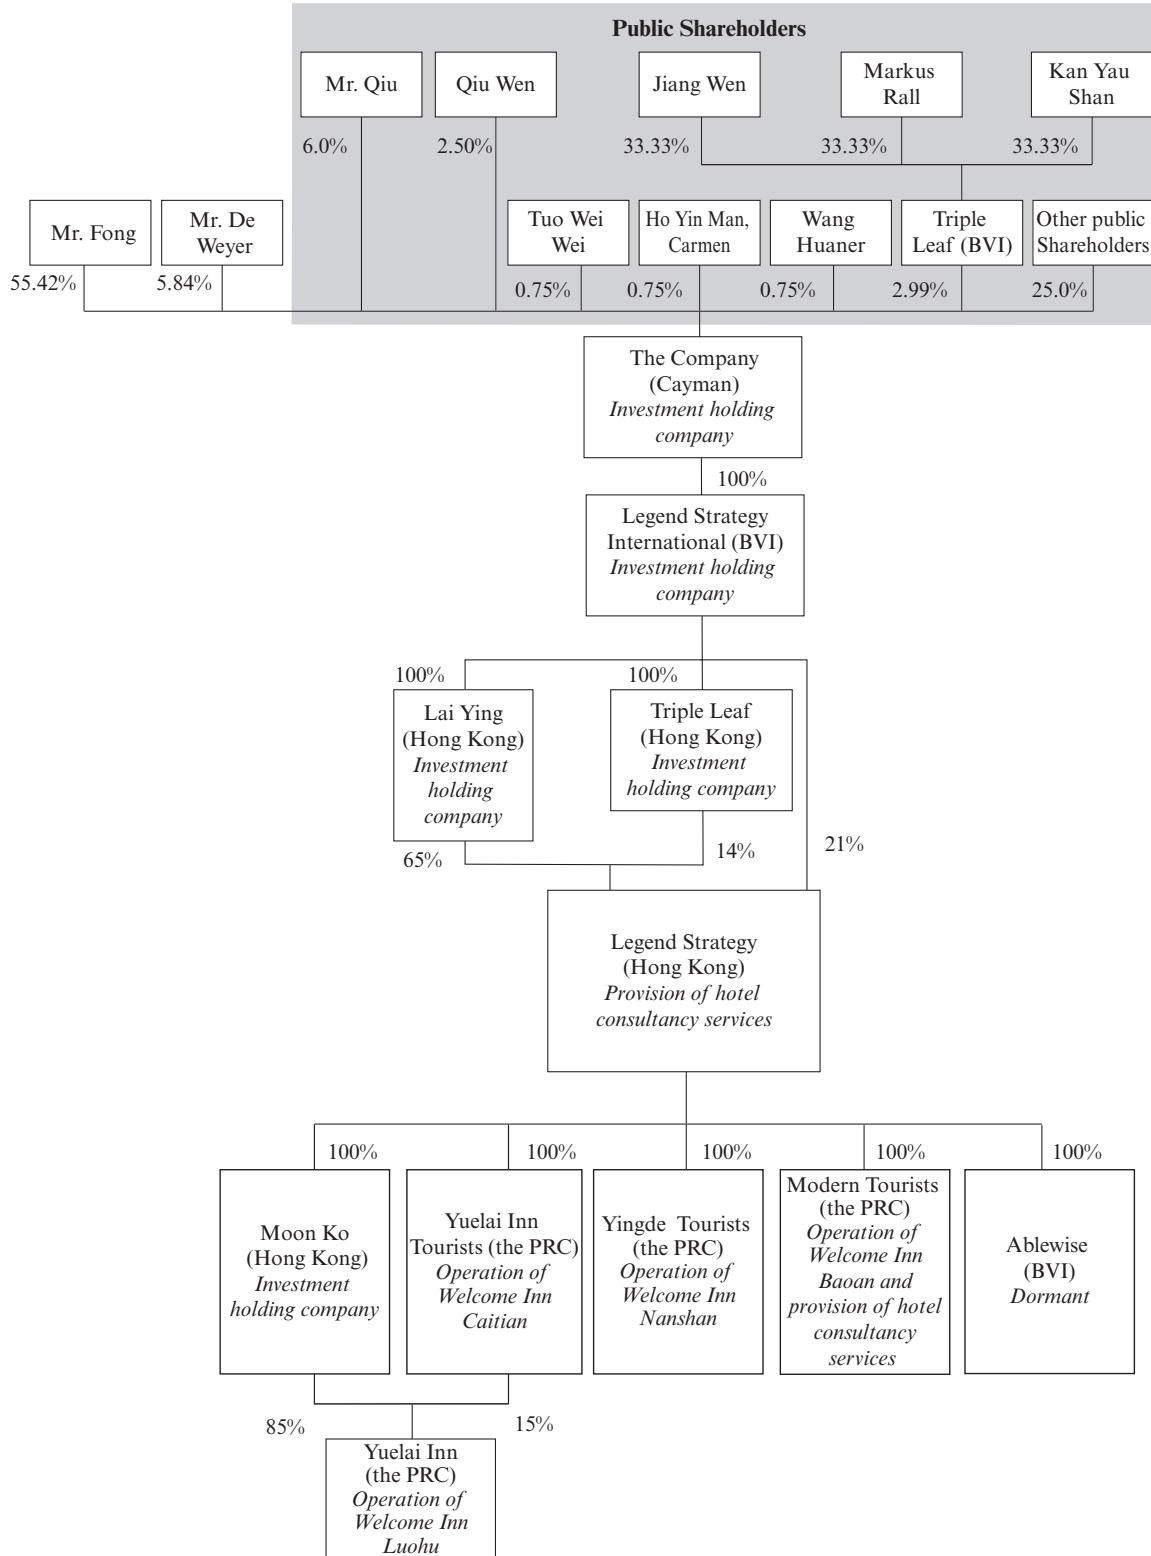 Public Shareholders
Mr. Qiu
Qiu Wen
Jiang Wen
Markus
Rall
Kan Yau
Shan
6.0%
2.50%
33.33%
33.33%
33.33%
Mr. Fong
Mr. De
Weyer
Tuo Wei
Wei
Ho Yin Man,
Carmen
Wang
Huaner
Triple
Leaf (BVI)
Other public
Shareholders
55.42%
5.84%
0.75%
0.75%
0.75%
2.99%
25.0%
The Company
(Cayman)
Investment holding
company
100%
Legend Strategy
International (BVI)
Investment holding
company
100%
100%
Lai Ying
(Hong Kong)
Investment
holding
company
Triple Leaf
(Hong Kong)
Investment
holding company
65%
14%
21%
Legend Strategy
(Hong Kong)
Provision of hotel
consultancy services
100%
100%
100%
100%
100%
Moon Ko
(Hong Kong)
Investment
holding company
Yuelai Inn
Tourists (the PRC)
Operation of
Welcome Inn
Caitian
Yingde Tourists
(the PRC)
Operation of
Welcome Inn
Nanshan
Modern Tourists
(the PRC)
Operation of
Welcome Inn
Baoan and
provision of hotel
consultancy
services
Ablewise
(BVI)
Dormant
85%
15%
Yuelai Inn
(the PRC)
Operation of
Welcome Inn
Luohu